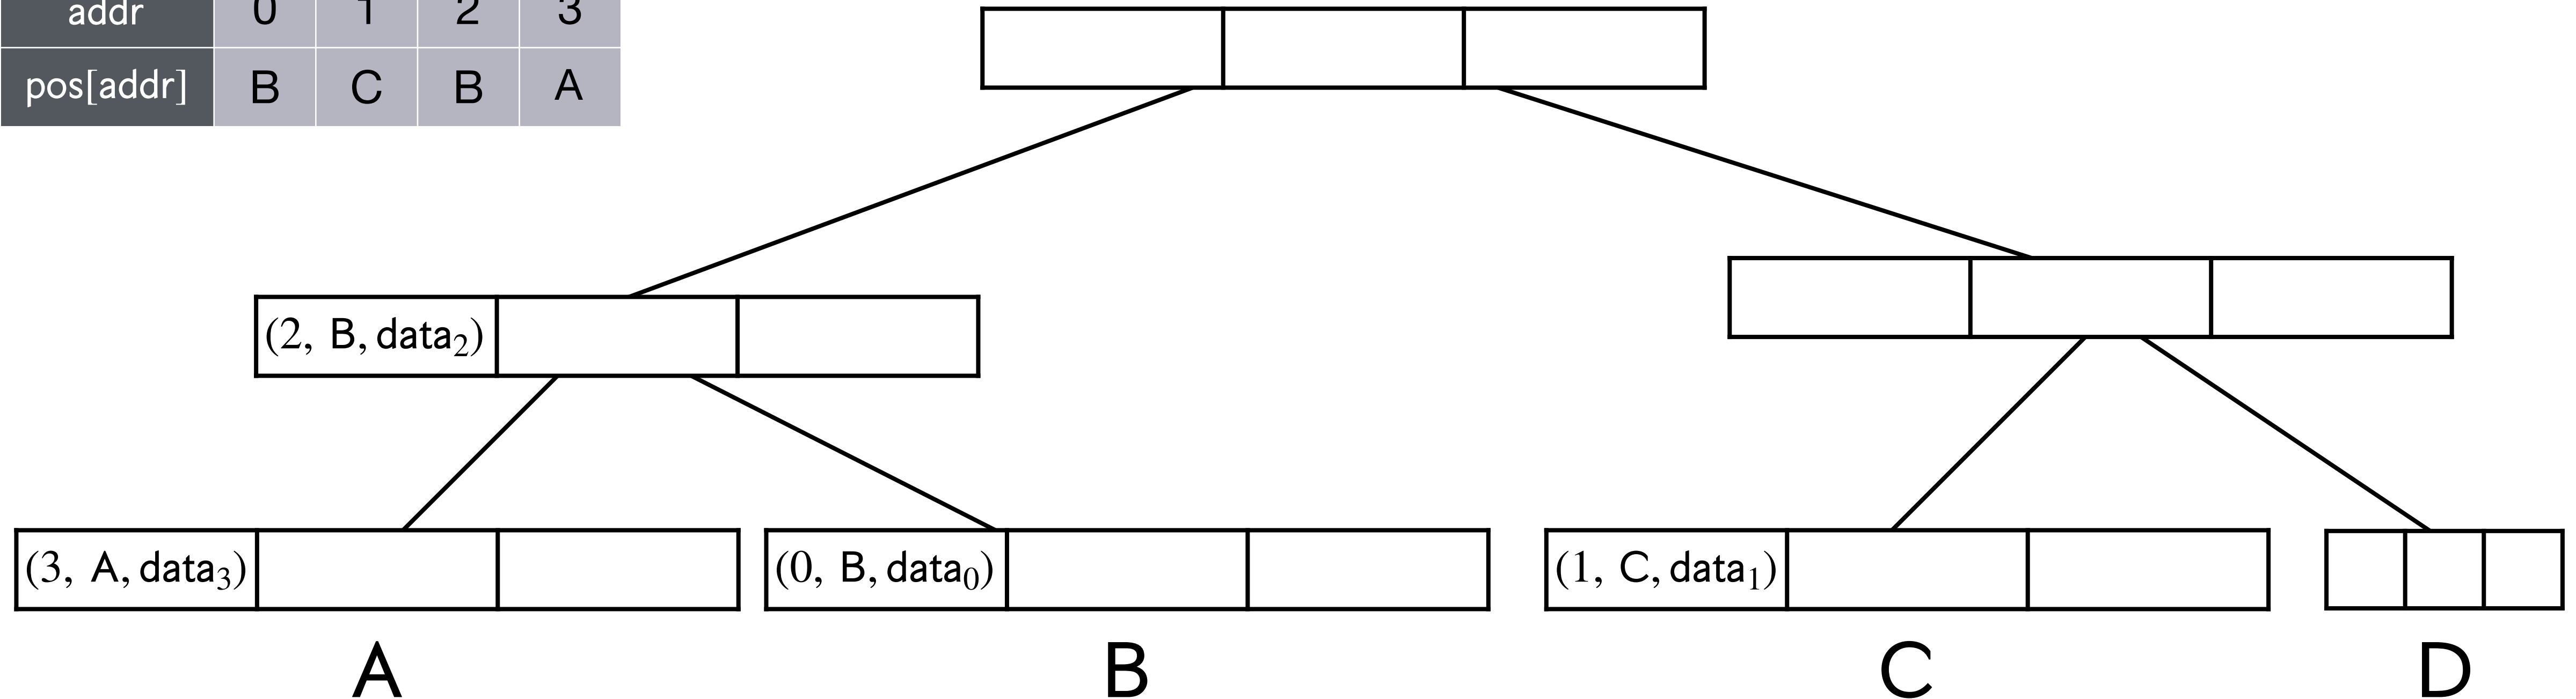 addr 0 1 2 3
pos[addr] B C B A
(2, B, data₂)
(3, A, data₃) (0, B, data₀) (1, C, data₁)
A B C D